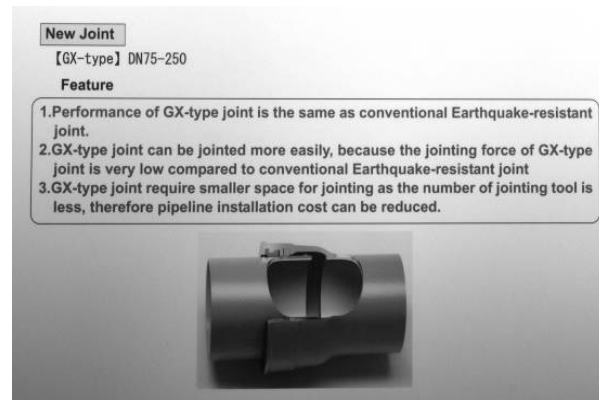 New Joint
【GX-type】 DN75-250
Feature
1.Performance of GX-type joint is the same as conventional Earthquake-resistant
joint.
2.GX-type joint can be jointed more easily, because the jointing force of GX-type
joint is very low compared to conventional Earthquake-resistant joint
3.GX-type joint require smaller space for jointing as the number of jointing tool is
less, therefore pipeline installation cost can be reduced.